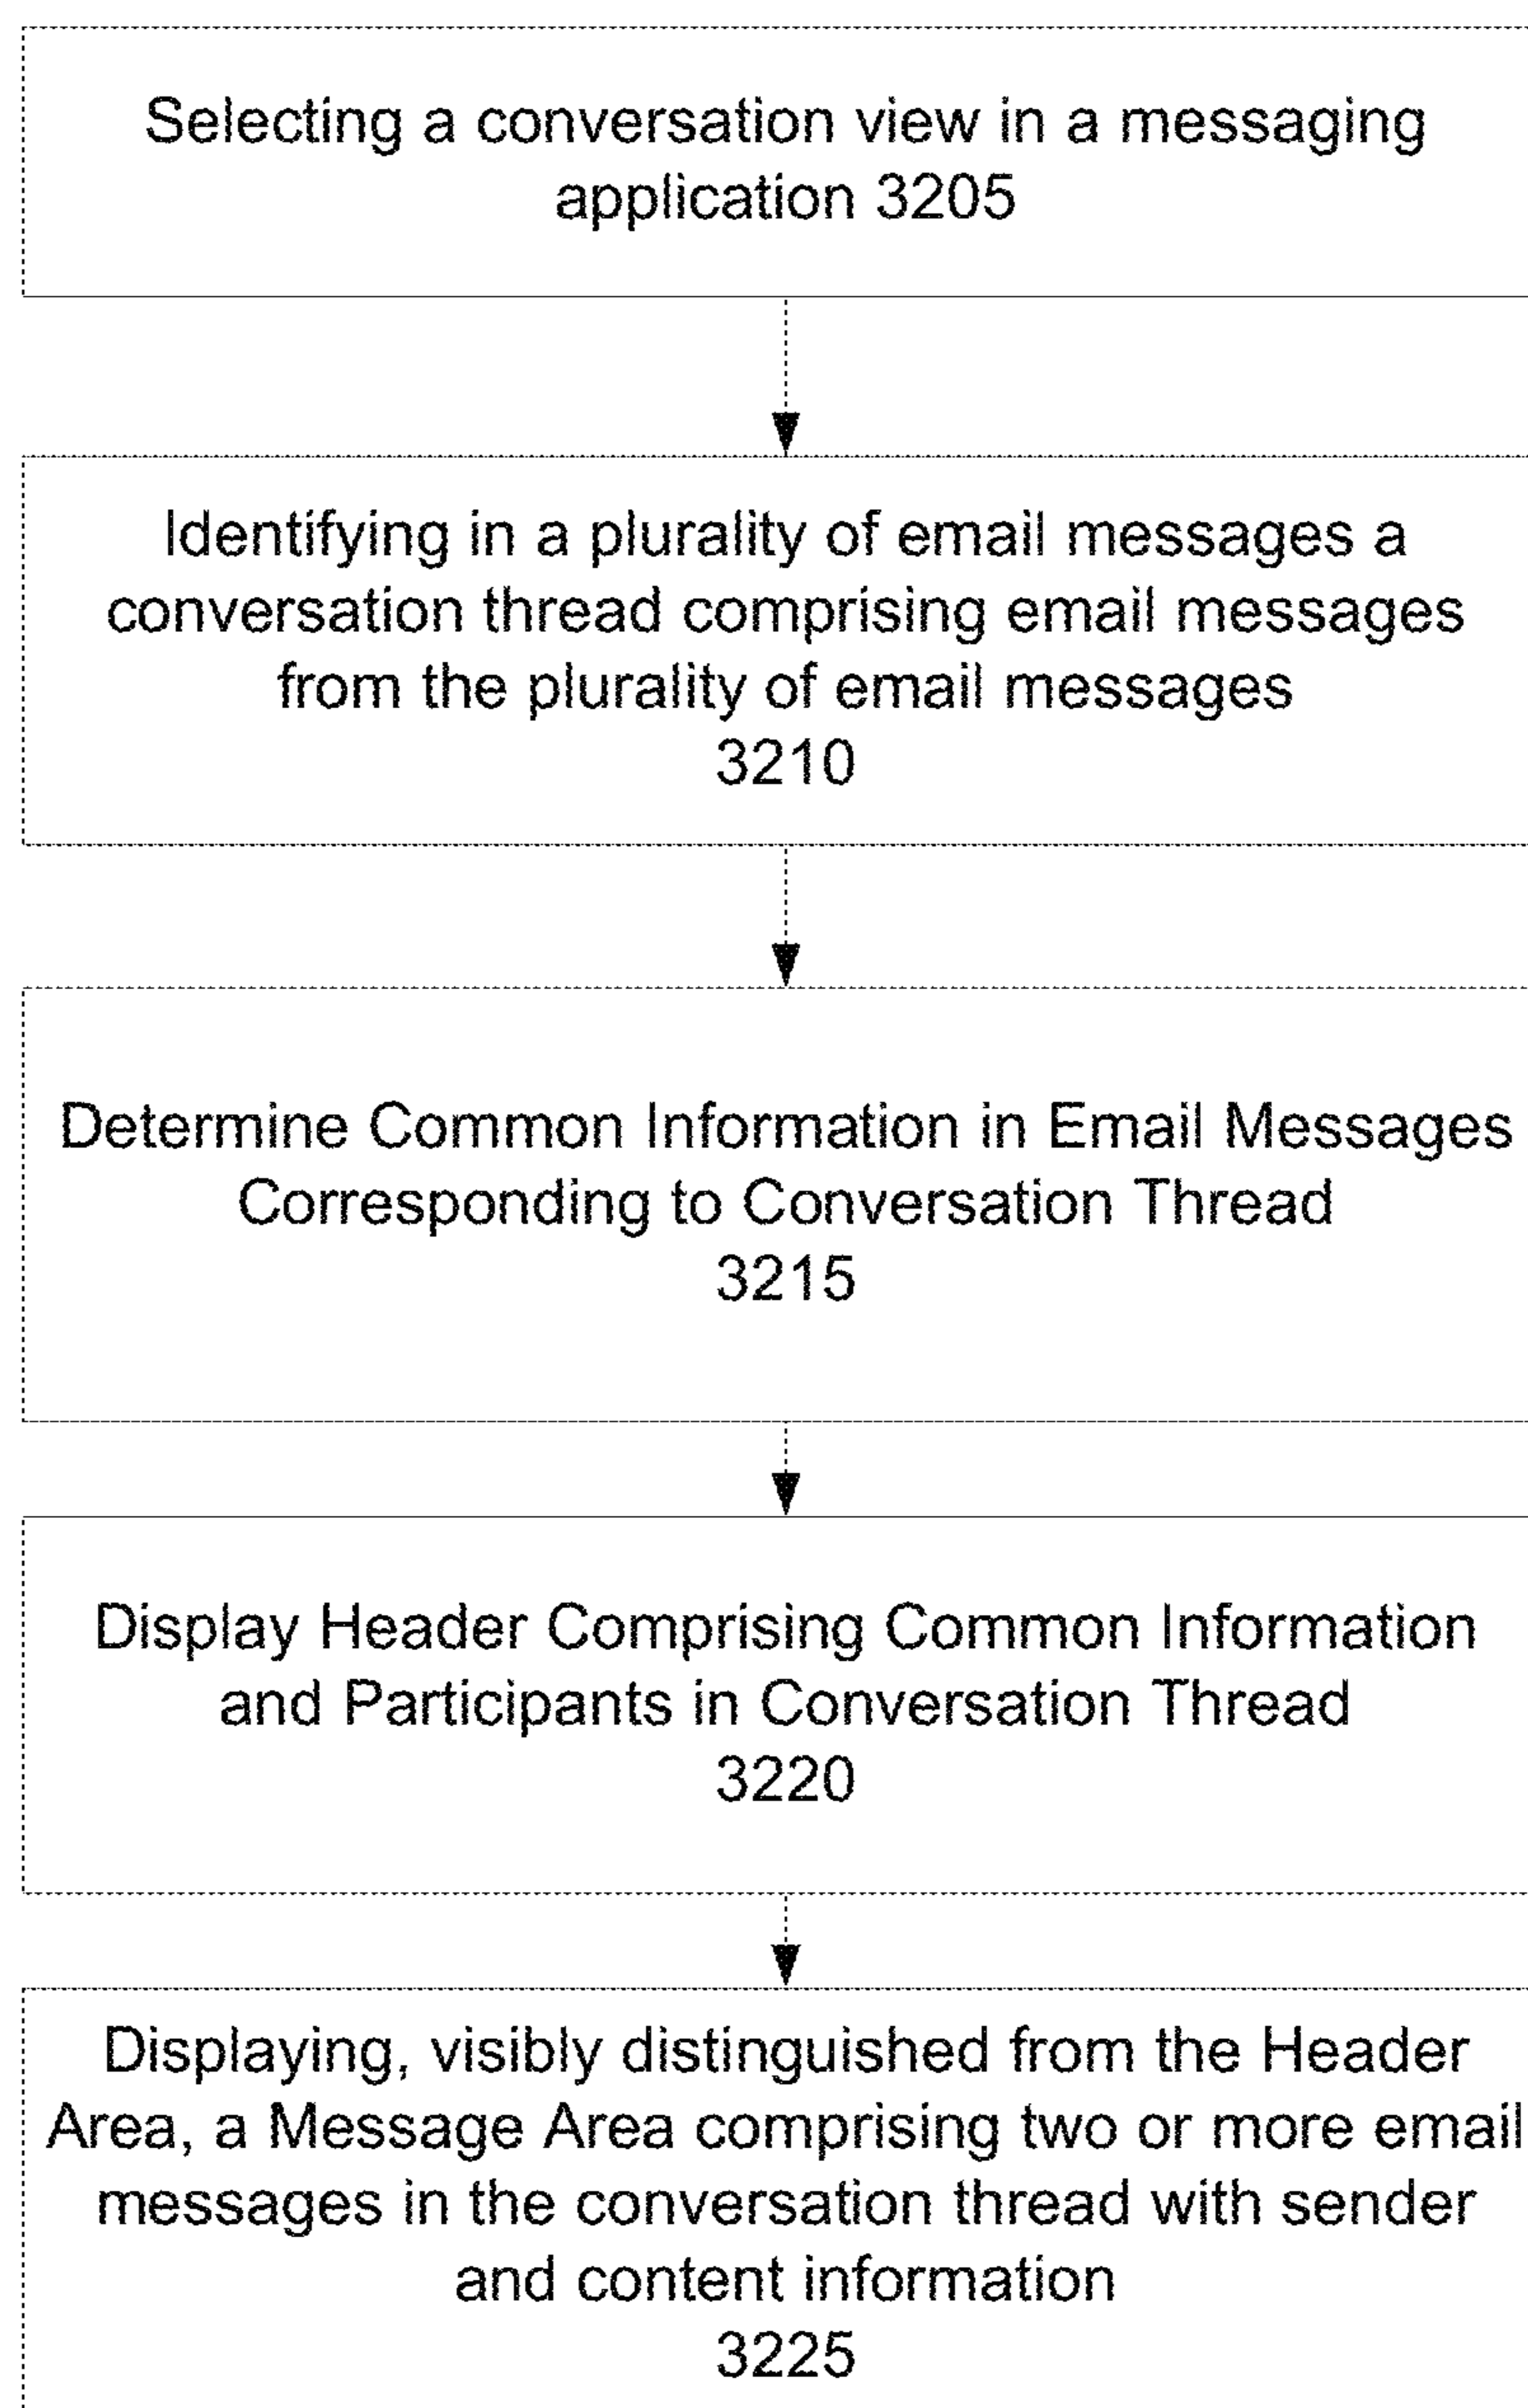 Selecting a conversation view in a messaging
application 3205
Identifying in a plurality of email messages a
conversation thread comprising email messages
from the plurality of email messages
3210
Determine Common Information in Email Messages
Corresponding to Conversation Thread
3215
Display Header Comprising Common Information
and Participants in Conversation Thread
3220
Displaying, visibly distinguished from the Header
Area, a Message Area comprising two or more email
messages in the conversation thread with sender
and content information
3225